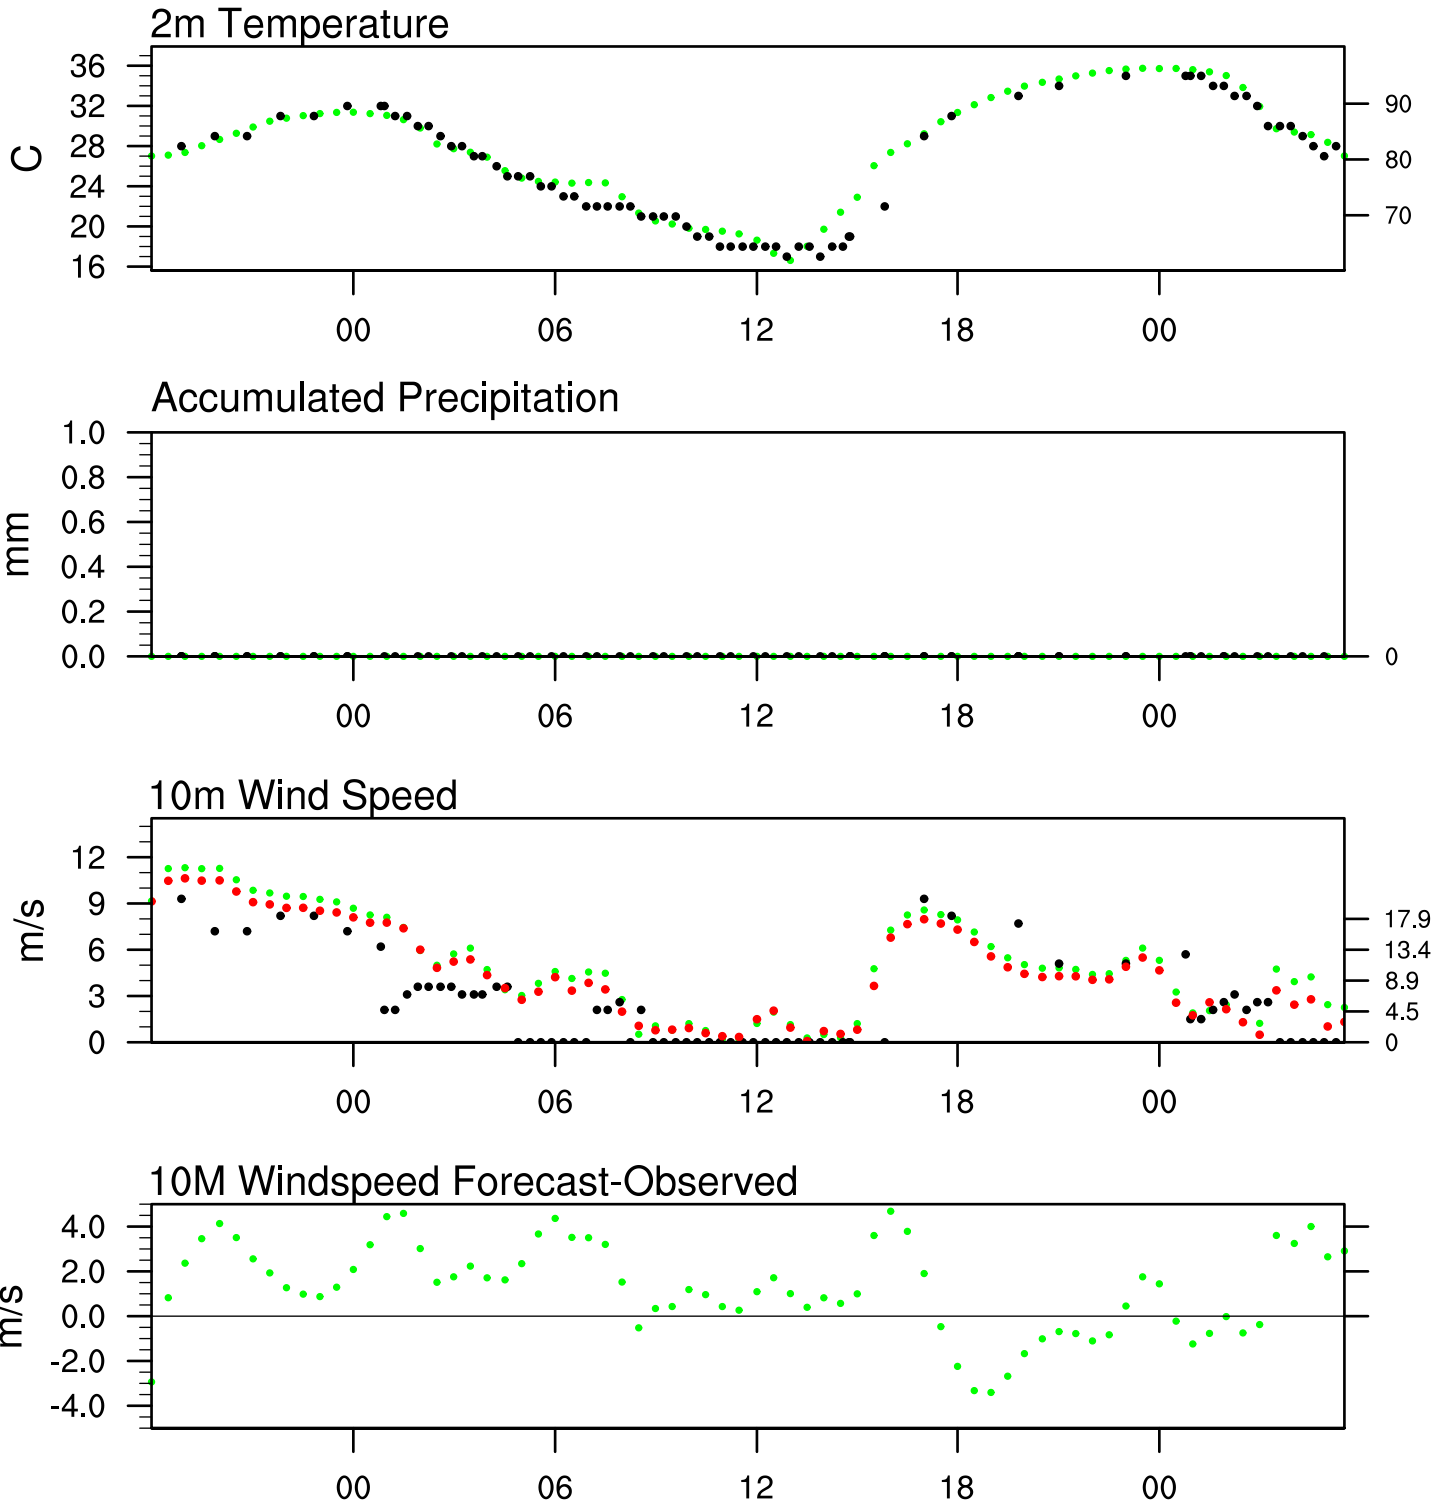 2m Temperature
C
36
32
28
24
20
16
90
80
70
00 06 12 18 00
Accumulated Precipitation
mm
1.0
0.8
0.6
0.4
0.2
0.0
0
00 06 12 18 00
10m Wind Speed
m/s
12
9
6
3
0
17.9
13.4
8.9
4.5
0
00 06 12 18 00
10M Windspeed Forecast-Observed
m/s
4.0
2.0
0.0
-2.0
-4.0
00 06 12 18 00